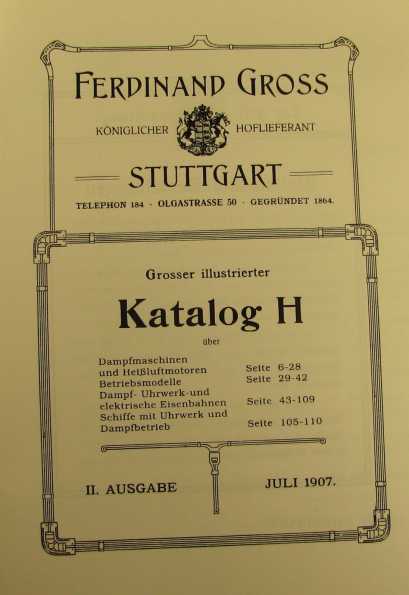 FERDINAND GROSS
KÖNIGLICHER HOFLIEFERANT
STUTTGART
TELEPHON 184 · OLGASTRASSE 50 · GEGRÜNDET 1864.
Grosser illustrierter
Katalog H
über
Dampfmaschinen
und Heißluftmotoren Seite 6-28
Betriebsmodelle Seite 29-42
Dampf- Uhrwerk-und
elektrische Eisenbahnen Seite 43-109
Schiffe mit Uhrwerk und
Dampfbetrieb Seite 105-110
II. AUSGABE JULI 1907.